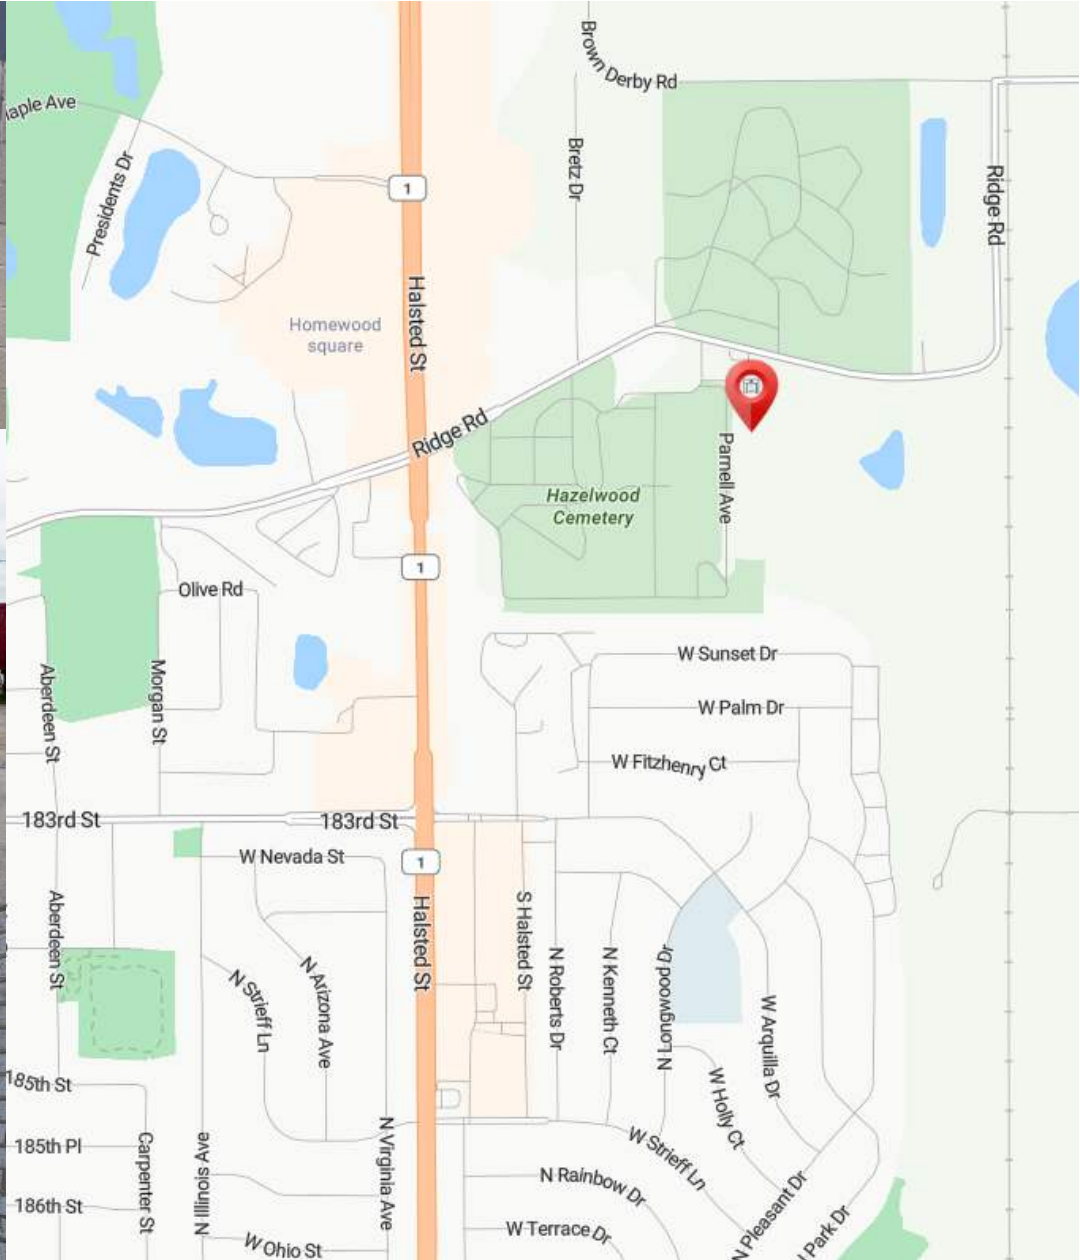 Brown Derby Rd
aple Ave
Presidents Dr
Bretz Dr
Ridge Rd
1
Halsted St
Homewood
square
Ridge Rd
Parnell Ave
Hazelwood
Cemetery
1
Olive Rd
W Sunset Dr
Aberdeen St
Morgan St
W Palm Dr
W Fitzhenry Ct
183rd St
183rd St
W Nevada St
1
Aberdeen St
Halsted St
S Halsted St
N Roberts Dr
N Kenneth Ct
N Longwood Dr
N Strieff Ln
N Arizona Ave
W Arquilla Dr
W Holly Ct
185th St
185th Pl
Carpenter St
N Illinois Ave
N Virginia Ave
W Strieff Ln
N Rainbow Dr
186th St
N Pleasant Dr
Park Dr
W Terrace Dr
W Ohio St